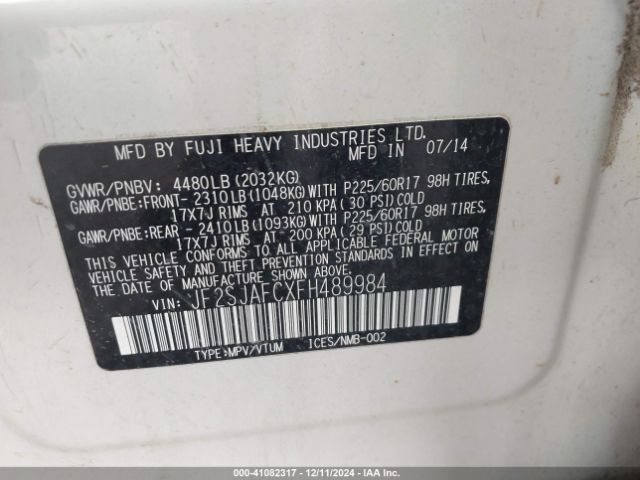 MFD BY FUJI HEAVY INDUSTRIES LTD.
MFD IN 07/14
GVWR/PNBV: 4480LB(2032KG)
GAWR/PNBE:FRONT- 2310LB(1048KG)WITH P225/60R17 98H TIRES,
17X7J RIMS AT 210 KPA(30 PSI)COLD
GAWR/PNBE:REAR - 2410LB(1093KG)WITH P225/60R17 98H TIRES,
17X7J RIMS AT 200 KPA(29 PSI)COLD
THIS VEHICLE CONFORMS TO ALL APPLICABLE FEDERAL MOTOR
VEHICLE SAFETY AND THEFT PREVENTION STANDARDS IN EFFECT ON
THE DATE OF MANUFACTURE SHOWN ABOVE.
VIN: JF2SJAFCXFH489984
TYPE:MPV/VTUM ICES/NMB-002
000-41082317 - 12/11/2024 - IAA Inc.